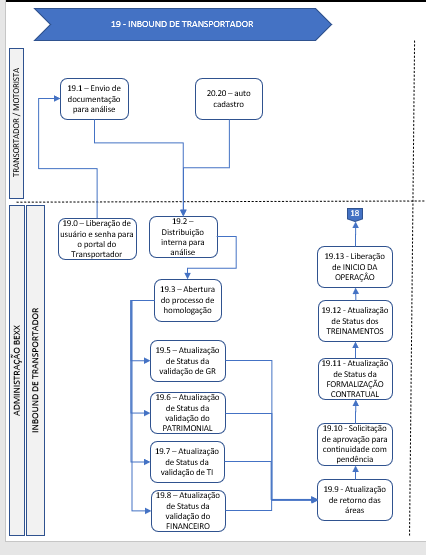 19 - INBOUND DE TRANSPORTADOR
TRANSORTADOR / MOTORISTA
19.1 – Envio de
documentação
para análise
20.20 – auto
cadastro
ADMINISTRAÇÃO BEXX
INBOUND DE TRANSPORTADOR
19.0 – Liberação de
usuário e senha para
o portal do
Transportador
19.2 –
Distribuição
interna para
análise
19.3 – Abertura
do processo de
homologação
19.5 – Atualização
de Status da
validação de GR
19.6 – Atualização
de Status da
validação do
PATRIMONIAL
19.7 – Atualização
de Status da
validação de TI
19.8 – Atualização
de Status da
validação do
FINANCEIRO
18
19.13 - Liberação
de INICIO DA
OPERAÇÃO
19.12 - Atualização
de Status dos
TREINAMENTOS
19.11 - Atualização
de Status da
FORMALIZAÇÃO
CONTRATUAL
19.10 - Solicitação
de aprovação para
continuidade com
pendência
19.9 - Atualização
de retorno das
áreas